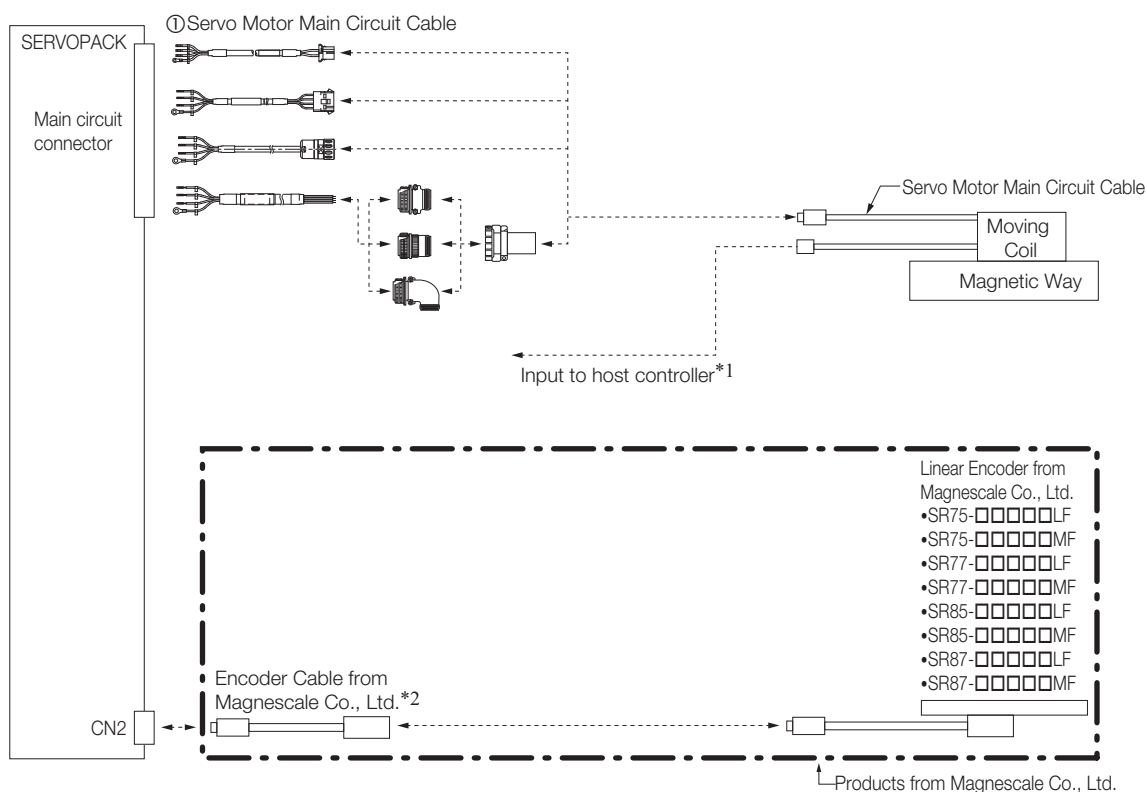 ①Servo Motor Main Circuit Cable
SERVOPACK
Main circuit
connector
Servo Motor Main Circuit Cable
Moving
Coil
Magnetic Way
Input to host controller*1
Linear Encoder from
Magnescale Co., Ltd.
•SR75-□□□□□LF
•SR75-□□□□□MF
•SR77-□□□□□LF
•SR77-□□□□□MF
•SR85-□□□□□LF
•SR85-□□□□□MF
•SR87-□□□□□LF
•SR87-□□□□□MF
Encoder Cable from
Magnescale Co., Ltd.*2
CN2
Products from Magnescale Co., Ltd.